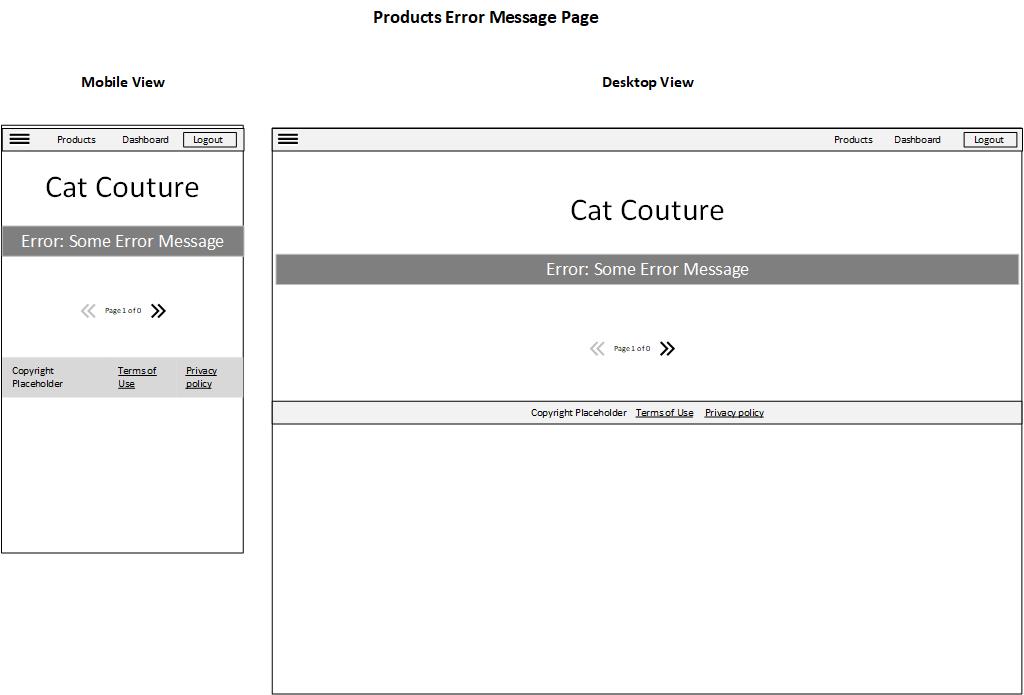 Products Error Message Page
Mobile View
Products Dashboard Logout
Cat Couture
Error: Some Error Message
Page 1 of 0
Copyright Placeholder
Terms of Use
Privacy policy
Desktop View
Products Dashboard Logout
Cat Couture
Error: Some Error Message
Page 1 of 0
Copyright Placeholder Terms of Use Privacy policy